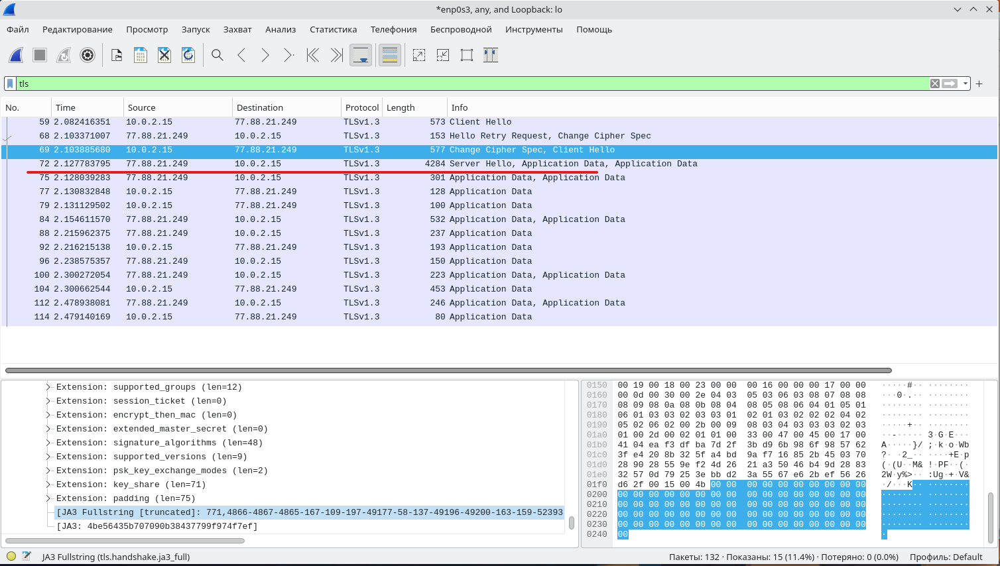 *enp0s3, any, and Loopback: lo
Файл Редактирование Просмотр Запуск Захват Анализ Статистика Телефония Беспроводной Инструменты Помощь
tls
No. Time Source Destination Protocol Length Info
59 2.082416351 10.0.2.15 77.88.21.249 TLSv1.3 573 Client Hello
68 2.103371007 77.88.21.249 10.0.2.15 TLSv1.3 153 Hello Retry Request, Change Cipher Spec
69 2.103885680 10.0.2.15 77.88.21.249 TLSv1.3 577 Change Cipher Spec, Client Hello
72 2.127783795 77.88.21.249 10.0.2.15 TLSv1.3 4284 Server Hello, Application Data, Application Data
75 2.128039283 77.88.21.249 10.0.2.15 TLSv1.3 301 Application Data, Application Data
77 2.130832848 10.0.2.15 77.88.21.249 TLSv1.3 128 Application Data
79 2.131129502 10.0.2.15 77.88.21.249 TLSv1.3 100 Application Data
84 2.154611570 77.88.21.249 10.0.2.15 TLSv1.3 532 Application Data, Application Data
88 2.215962375 77.88.21.249 10.0.2.15 TLSv1.3 237 Application Data
92 2.216215138 10.0.2.15 77.88.21.249 TLSv1.3 193 Application Data
96 2.238575357 77.88.21.249 10.0.2.15 TLSv1.3 150 Application Data
100 2.300272054 77.88.21.249 10.0.2.15 TLSv1.3 223 Application Data, Application Data
104 2.300662544 10.0.2.15 77.88.21.249 TLSv1.3 453 Application Data
112 2.478938081 77.88.21.249 10.0.2.15 TLSv1.3 246 Application Data, Application Data
114 2.479140169 10.0.2.15 77.88.21.249 TLSv1.3 80 Application Data
Extension: supported_groups (len=12)
Extension: session_ticket (len=0)
Extension: encrypt_then_mac (len=0)
Extension: extended_master_secret (len=0)
Extension: signature_algorithms (len=48)
Extension: supported_versions (len=9)
Extension: psk_key_exchange_modes (len=2)
Extension: key_share (len=71)
Extension: padding (len=75)
[JA3 Fullstring [truncated]: 771,4866-4867-4865-167-109-197-49177-58-137-49196-49200-163-159-52393
[JA3: 4be56435b707090b38437799f974f7ef]
0150 00 19 00 18 00 23 00 00 00 16 00 00 00 17 00 00 ·····#·· ········
0160 00 0d 00 30 00 2e 04 03 05 03 06 03 08 07 08 08 ···0·.·· ········
0170 08 09 08 0a 08 0b 08 04 08 05 08 06 04 01 05 01 ········ ········
0180 06 01 03 03 02 03 03 01 02 01 03 02 02 02 04 02 ········ ········
0190 05 02 06 02 00 2b 00 09 08 03 04 03 03 03 02 03 ·····+·· ········
01a0 01 00 2d 00 02 01 01 00 33 00 47 00 45 00 17 00 ··-····· 3·G·E···
01b0 41 04 ea f3 df ba 7d 2f 3b d9 6b 98 6f 98 57 62 A·····}/ ;·k·o·Wb
01c0 3f e4 20 8b 32 5f a4 bd 9a f7 16 85 2b 45 03 70 ?· ·2_·· ····+E·p
01d0 28 90 28 55 9e f2 4d 26 21 a3 50 46 b4 9d 28 83 (·(U··M& !·PF··(·
01e0 32 57 0d 79 25 3e bb d2 3a 55 67 e6 2b ef 56 26 2W·y%>·· :Ug·+·V&
01f0 d6 2f 00 15 00 4b 00 00 00 00 00 00 00 00 00 00 ·/···K·· ········
0200 00 00 00 00 00 00 00 00 00 00 00 00 00 00 00 00 ········ ········
0210 00 00 00 00 00 00 00 00 00 00 00 00 00 00 00 00 ········ ········
0220 00 00 00 00 00 00 00 00 00 00 00 00 00 00 00 00 ········ ········
0230 00 00 00 00 00 00 00 00 00 00 00 00 00 00 00 00 ········ ········
0240 00 ·
JA3 Fullstring (tls.handshake.ja3_full) Пакеты: 132 · Показаны: 15 (11.4%) · Потеряно: 0 (0.0%) Профиль: Default